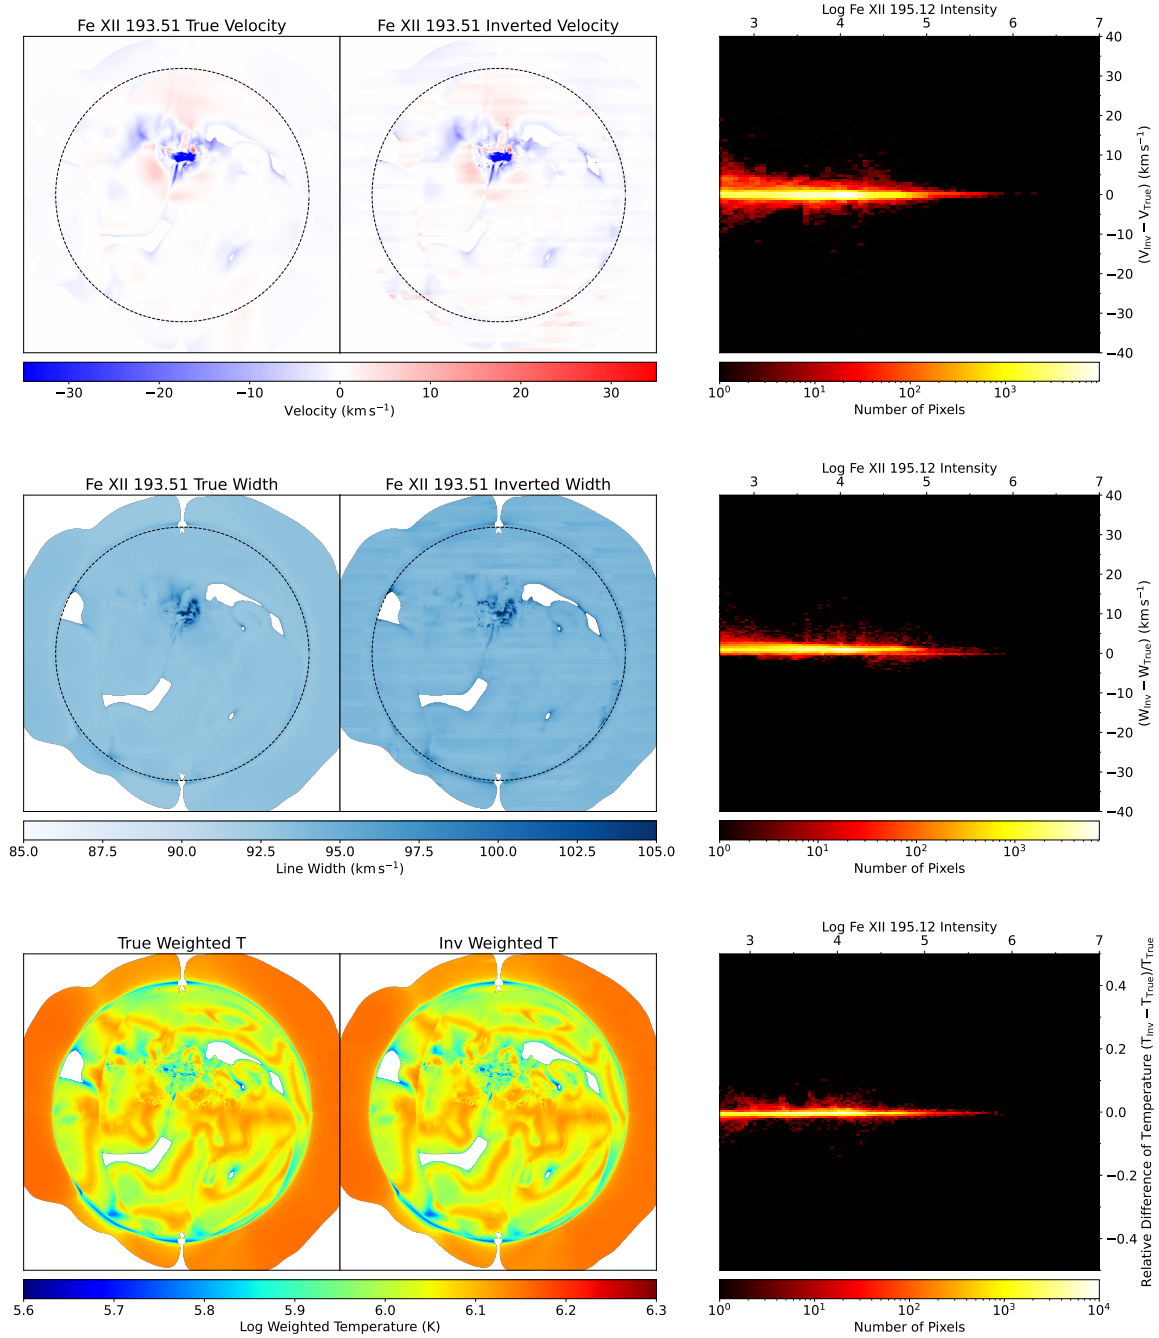 Fe XII 193.51 True Velocity
Fe XII 193.51 Inverted Velocity
−30 −20 −10 0 10 20 30
Velocity (km s⁻¹)
Log Fe XII 195.12 Intensity
3 4 5 6 7
40
30
20
10
0
−10
−20
−30
−40
(V_Inv − V_True) (km s⁻¹)
10⁰ 10¹ 10² 10³
Number of Pixels
Fe XII 193.51 True Width
Fe XII 193.51 Inverted Width
85.0 87.5 90.0 92.5 95.0 97.5 100.0 102.5 105.0
Line Width (km s⁻¹)
Log Fe XII 195.12 Intensity
3 4 5 6 7
40
30
20
10
0
−10
−20
−30
−40
(W_Inv − W_True) (km s⁻¹)
10⁰ 10¹ 10² 10³
Number of Pixels
True Weighted T
Inv Weighted T
5.6 5.7 5.8 5.9 6.0 6.1 6.2 6.3
Log Weighted Temperature (K)
Log Fe XII 195.12 Intensity
3 4 5 6 7
0.4
0.2
0.0
−0.2
−0.4
Relative Difference of Temperature (T_Inv − T_True)/T_True
10⁰ 10¹ 10² 10³ 10⁴
Number of Pixels